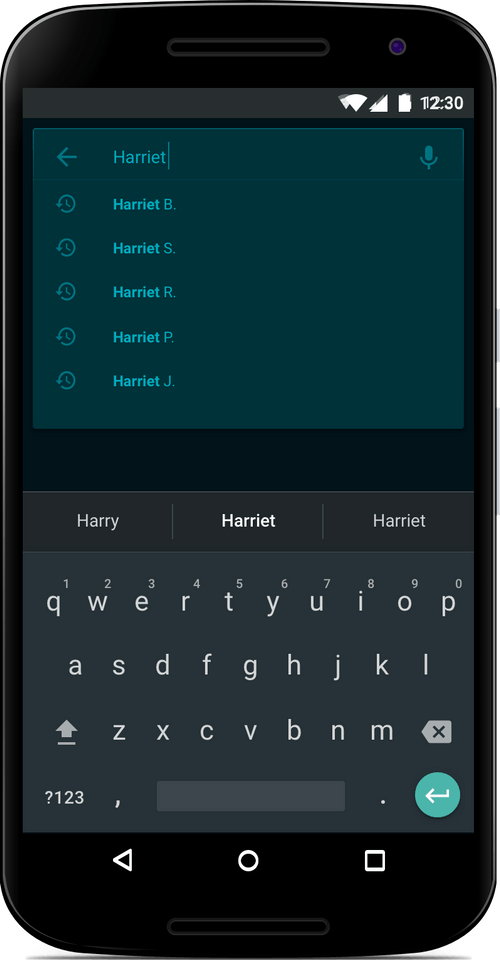 12:30
Harriet
Harriet B.
Harriet S.
Harriet R.
Harriet P.
Harriet J.
Harry Harriet Harriet
1 2 3 4 5 6 7 8 9 0
q w e r t y u i o p
a s d f g h j k l
z x c v b n m
?123 , .